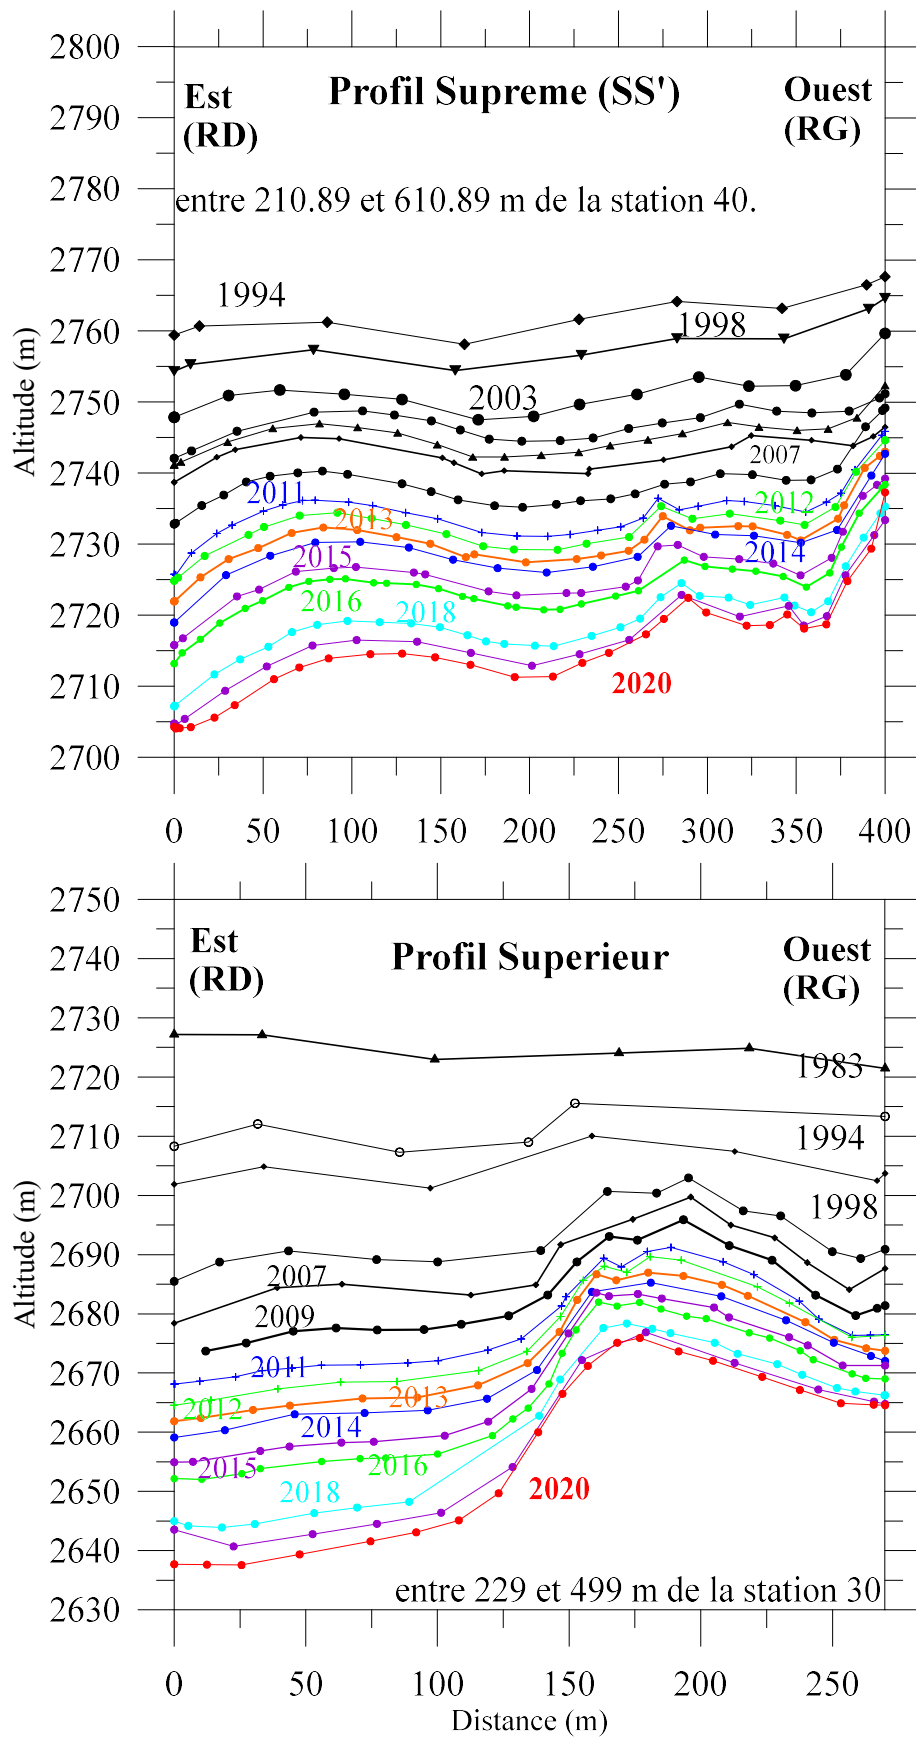 2800
2790
2780
2770
2760
2750
2740
2730
2720
2710
2700
Altitude (m)
Est
(RD)
Profil Supreme (SS')
Ouest
(RG)
entre 210.89 et 610.89 m de la station 40.
1994
1998
2003
2007
2011
2012
2013
2014
2015
2016
2018
2020
0 50 100 150 200 250 300 350 400
2750
2740
2730
2720
2710
2700
2690
2680
2670
2660
2650
2640
2630
Altitude (m)
Est
(RD)
Profil Superieur
Ouest
(RG)
1983
1994
1998
2007
2009
2011
2012
2013
2014
2015
2016
2018
2020
entre 229 et 499 m de la station 30
0 50 100 150 200 250
Distance (m)